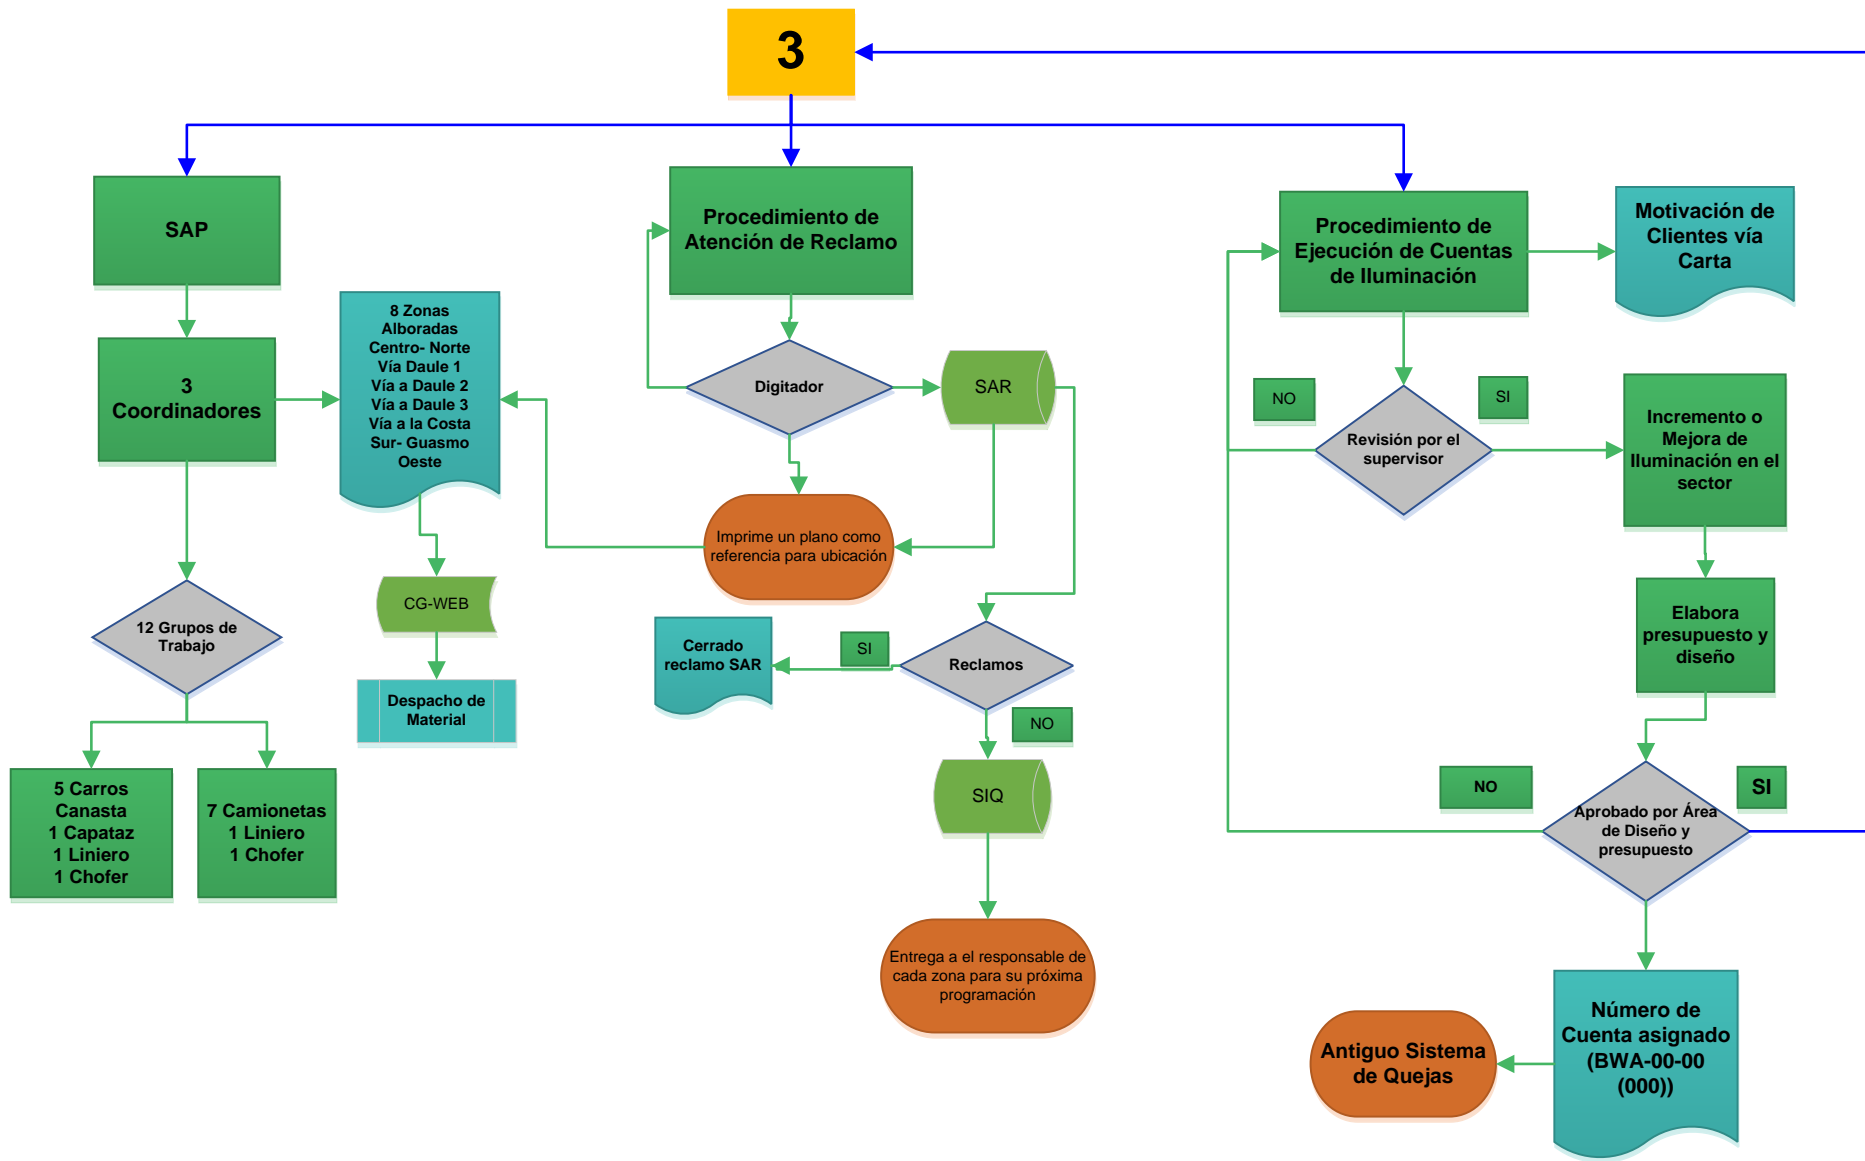 3
SAP
3
Coordinadores
12 Grupos de
Trabajo
5 Carros
Canasta
1 Capataz
1 Liniero
1 Chofer
7 Camionetas
1 Liniero
1 Chofer
8 Zonas
Alboradas
Centro- Norte
Vía Daule 1
Vía a Daule 2
Vía a Daule 3
Vía a la Costa
Sur- Guasmo
Oeste
CG-WEB
Despacho de
Material
Procedimiento de
Atención de Reclamo
Digitador
SAR
Imprime un plano como
referencia para ubicación
Reclamos
SI
Cerrado
reclamo SAR
NO
SIQ
Entrega a el responsable de
cada zona para su próxima
programación
Procedimiento de
Ejecución de Cuentas
de Iluminación
Motivación de
Clientes vía
Carta
NO
SI
Revisión por el
supervisor
Incremento o
Mejora de
Iluminación en el
sector
Elabora
presupuesto y
diseño
NO
SI
Aprobado por Área
de Diseño y
presupuesto
Número de
Cuenta asignado
(BWA-00-00
(000))
Antiguo Sistema
de Quejas